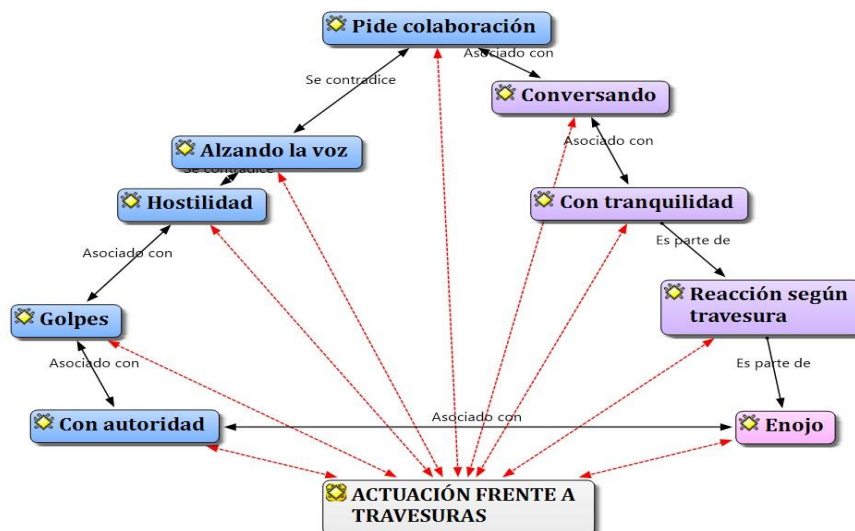 Pide colaboración
Asociado con
Se contradice
Conversando
Asociado con
Alzando la voz
Se contradice
Hostilidad
Con tranquilidad
Asociado con
Es parte de
Reacción según
travesura
Golpes
Asociado con
Es parte de
Con autoridad
Asociado con
Enojo
ACTUACIÓN FRENTE A
TRAVESURAS